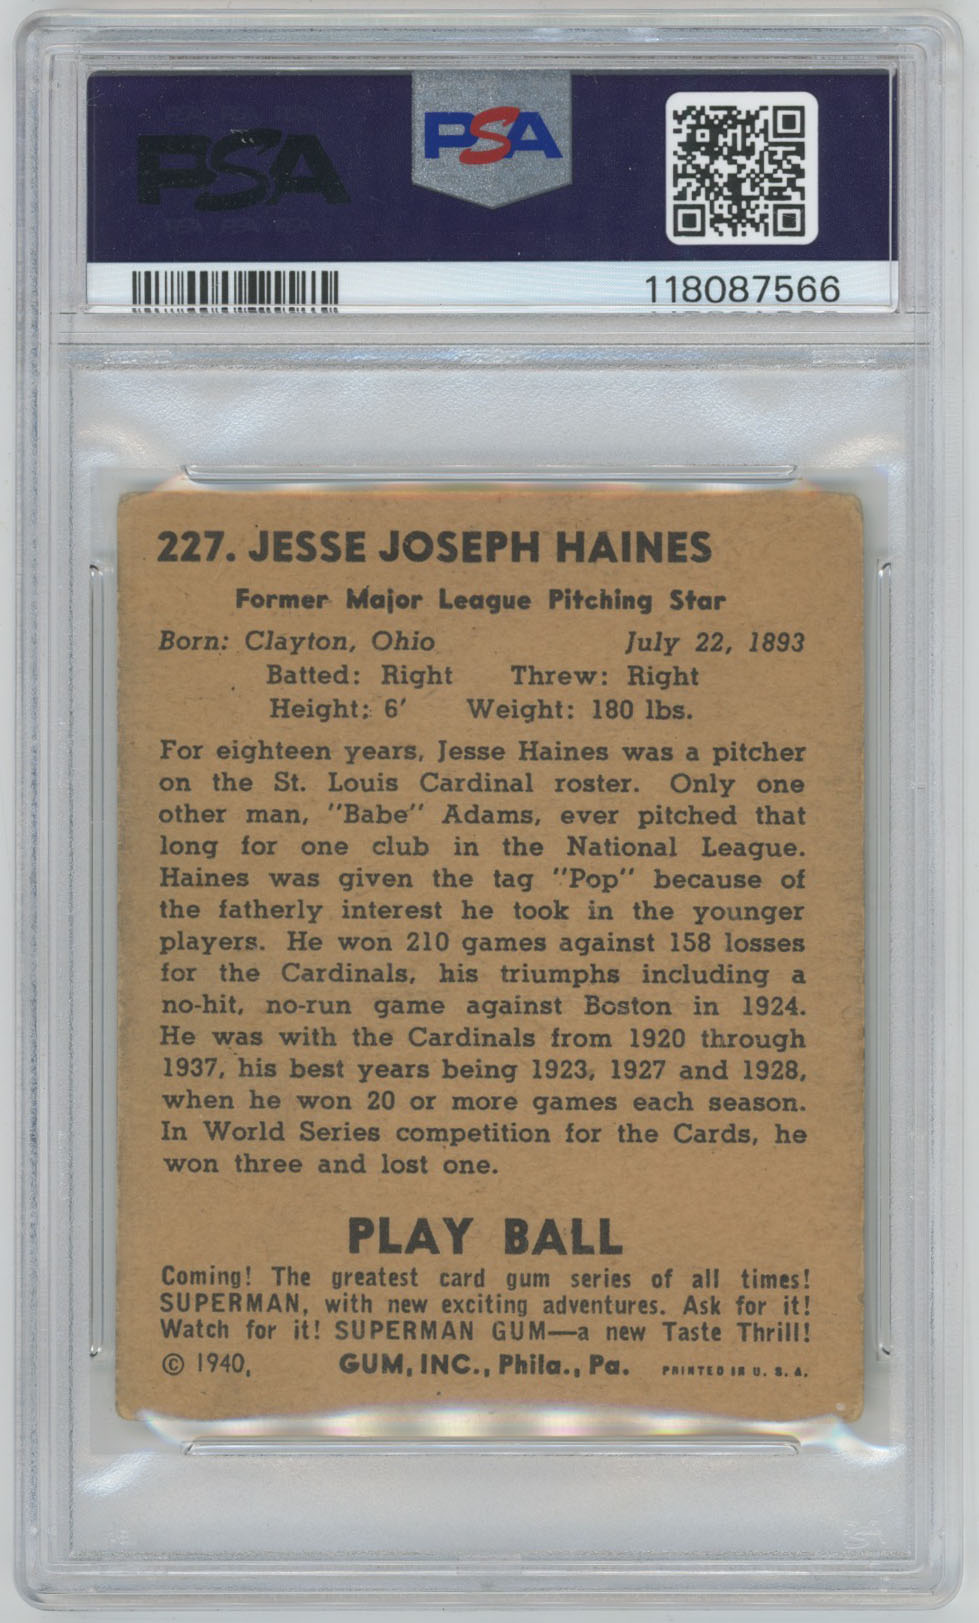 PSA
PSA
118087566
227. JESSE JOSEPH HAINES
Former Major League Pitching Star
Born: Clayton, Ohio July 22, 1893
Batted: Right Threw: Right
Height: 6' Weight: 180 lbs.
For eighteen years, Jesse Haines was a pitcher
on the St. Louis Cardinal roster. Only one
other man, "Babe" Adams, ever pitched that
long for one club in the National League.
Haines was given the tag "Pop" because of
the fatherly interest he took in the younger
players. He won 210 games against 158 losses
for the Cardinals, his triumphs including a
no-hit, no-run game against Boston in 1924.
He was with the Cardinals from 1920 through
1937, his best years being 1923, 1927 and 1928,
when he won 20 or more games each season.
In World Series competition for the Cards, he
won three and lost one.
PLAY BALL
Coming! The greatest card gum series of all times!
SUPERMAN, with new exciting adventures. Ask for it!
Watch for it! SUPERMAN GUM—a new Taste Thrill!
© 1940, GUM, INC., Phila., Pa. PRINTED IN U. S. A.